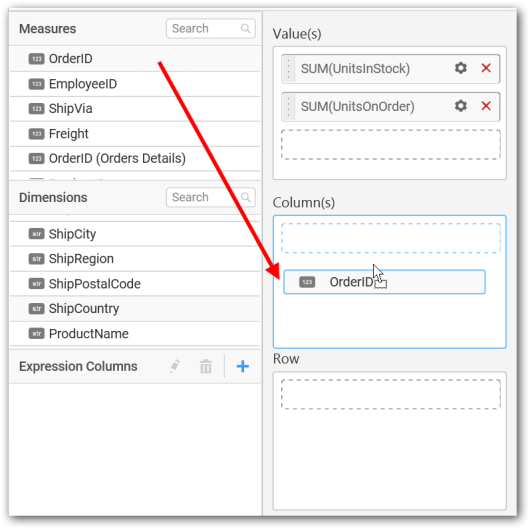 Measures
Search
123 OrderID
123 EmployeeID
123 ShipVia
123 Freight
123 OrderID (Orders Details)
Dimensions
Search
str ShipCity
str ShipRegion
str ShipPostalCode
str ShipCountry
str ProductName
Expression Columns
Value(s)
SUM(UnitsInStock)
SUM(UnitsOnOrder)
Column(s)
123 OrderID
Row